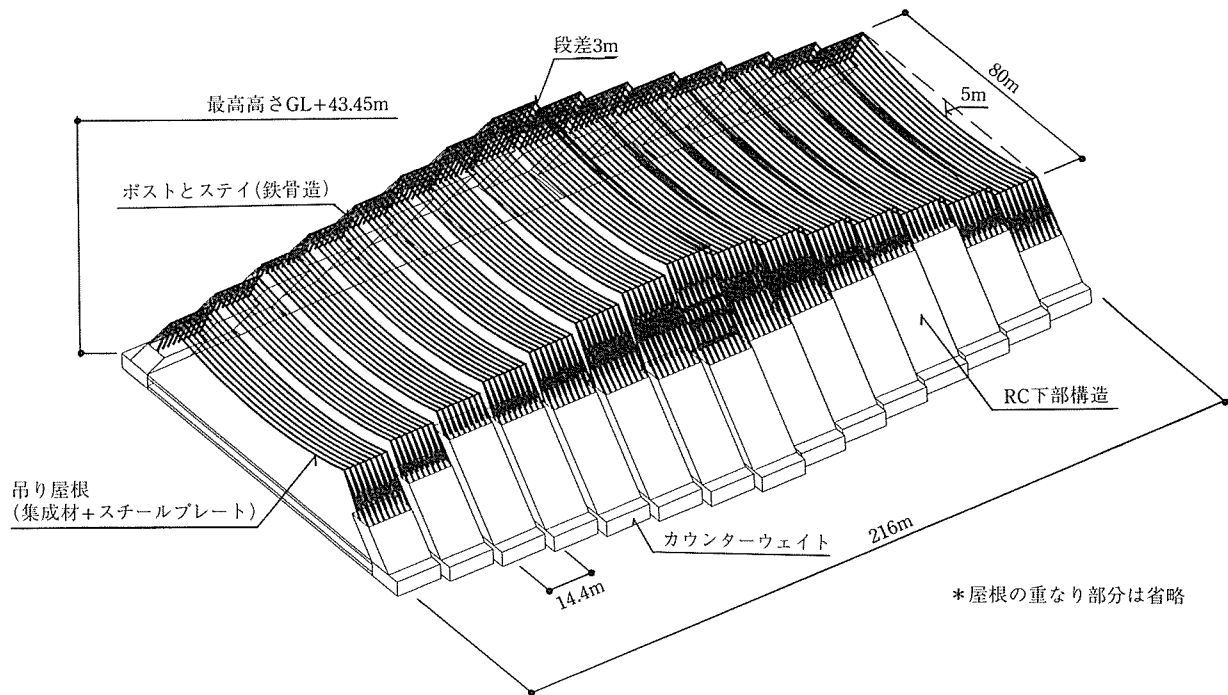 段差3m
80m
最高高さGL+43.45m
5m
ポストとステイ(鉄骨造)
RC下部構造
吊り屋根
(集成材+スチールプレート)
カウンターウェイト
216m
14.4m
*屋根の重なり部分は省略